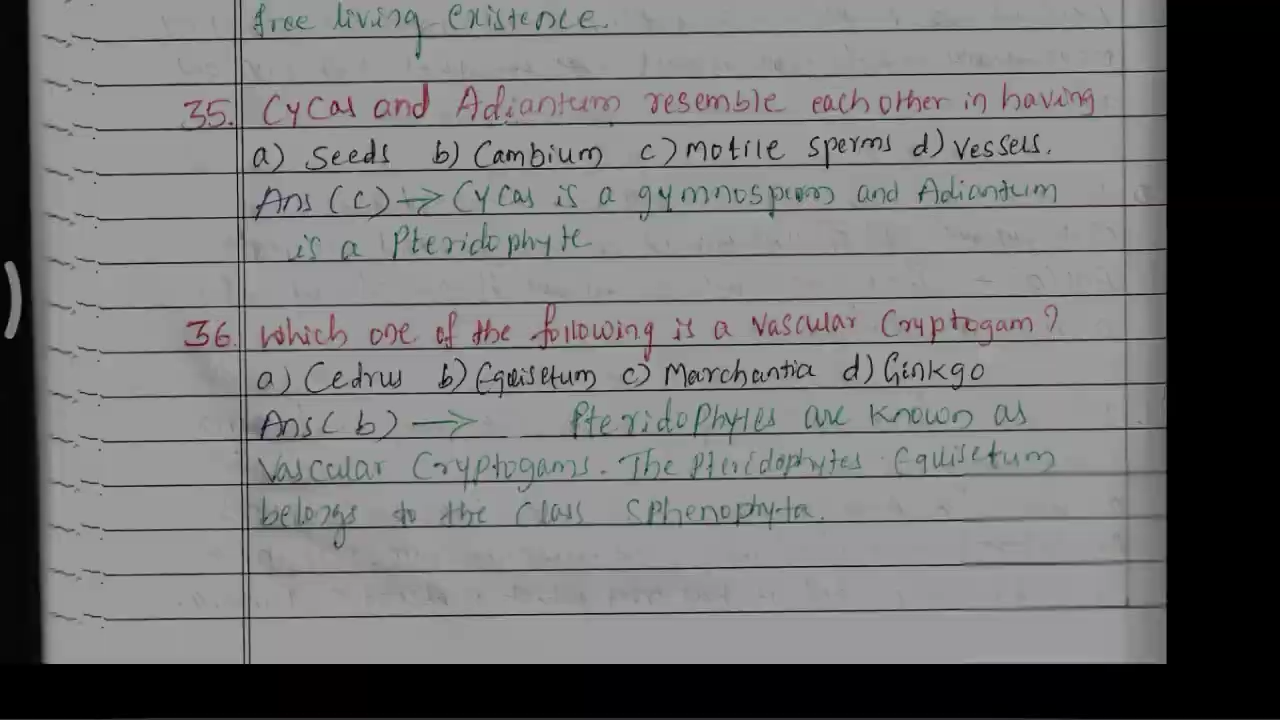 free living existence.
35. Cycas and Adiantum resemble each other in having
a) Seeds b) Cambium c) motile sperms d) vessels.
Ans (c) → Cycas is a gymnosperm and Adiantum
is a Pteridophyte
36. Which one of the following is a vascular Cryptogam?
a) Cedrus b) Equisetum c) Marchantia d) Ginkgo
Ans (b) → Pteridophytes are known as
vascular Cryptogams. The Pteridophytes Equisetum
belongs to the class Sphenophyta.